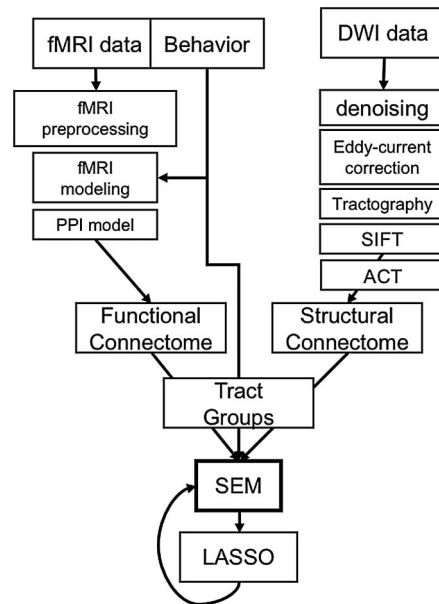 fMRI data
Behavior
DWI data
fMRI
preprocessing
denoising
Eddy-current
correction
fMRI
modeling
Tractography
PPI model
SIFT
ACT
Functional
Connectome
Structural
Connectome
Tract
Groups
SEM
LASSO